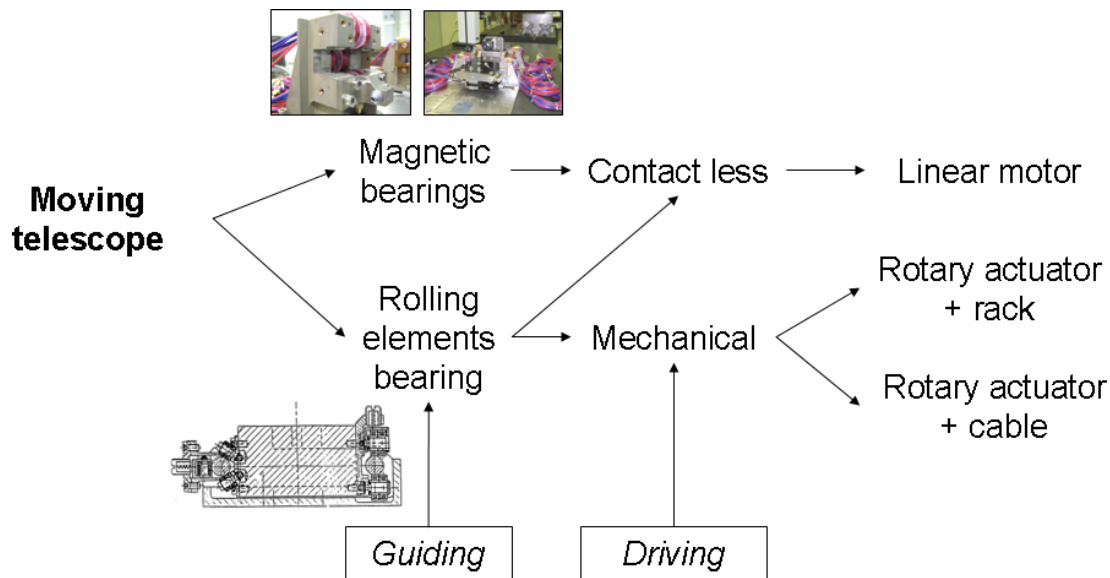 Magnetic
bearings
Contact less
Linear motor
Moving
telescope
Rotary actuator
+ rack
Rolling
elements
bearing
Mechanical
Rotary actuator
+ cable
Guiding
Driving